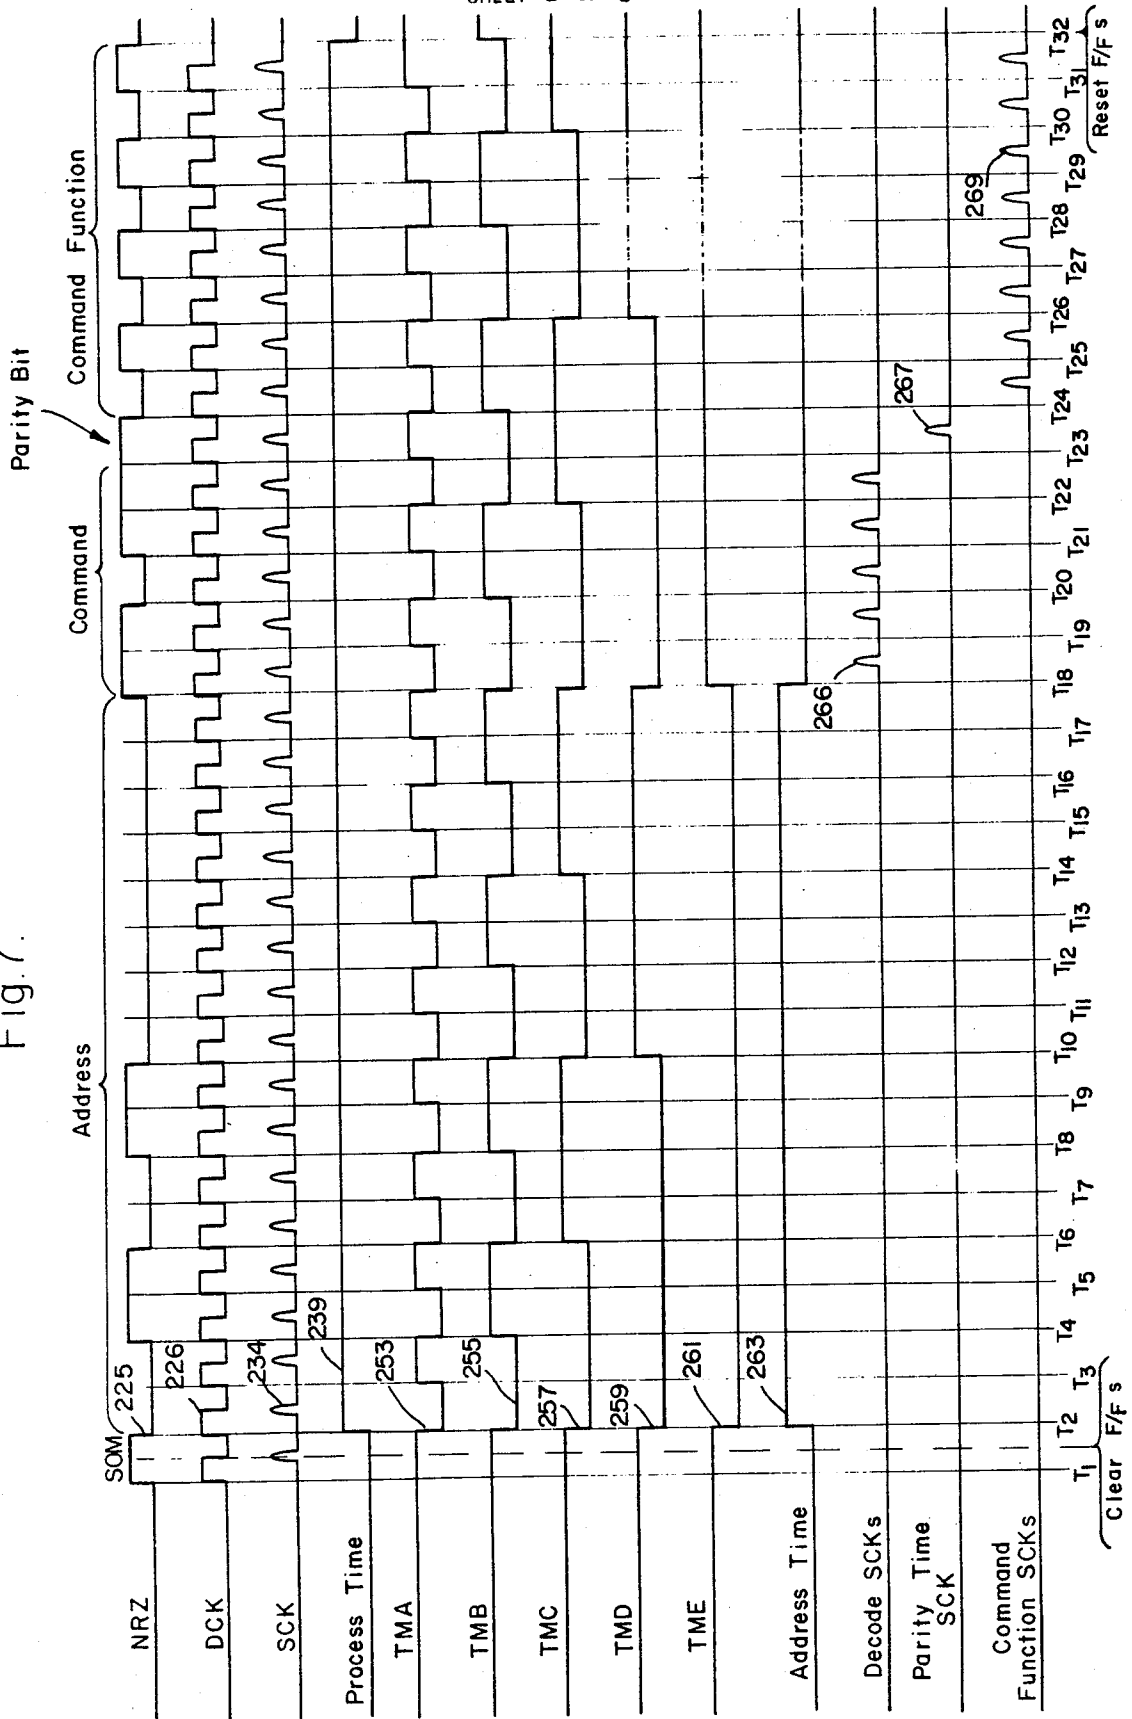 Fig. 7.
Address
Command
Parity Bit
Command Function
SOM
225
226
234
239
253
255
257
259
261
263
266
267
269
NRZ
DCK
SCK
Process Time
TMA
TMB
TMC
TMD
TME
Address Time
Decode SCKs
Parity Time
SCK
Command
Function SCKs
T1 T2 T3 T4 T5 T6 T7 T8 T9 T10 T11 T12 T13 T14 T15 T16 T17 T18 T19 T20 T21 T22 T23 T24 T25 T26 T27 T28 T29 T30 T31 T32
Clear F/Fs
Reset F/Fs